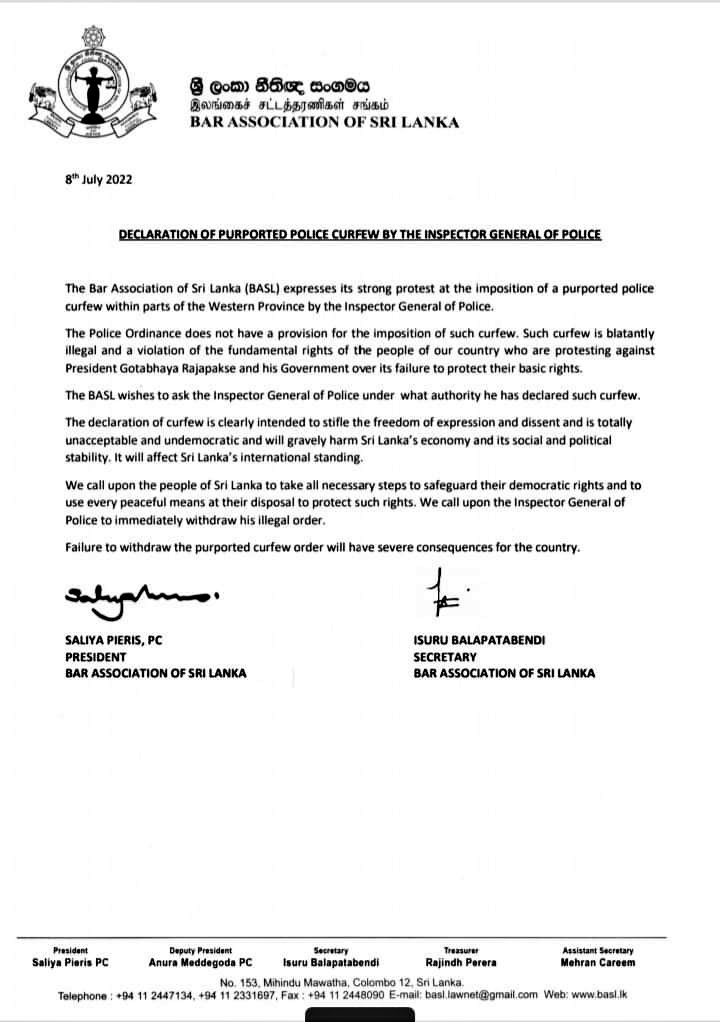 ශ්‍රී ලංකා නීතිඥ සංගමය
இலங்கைச் சட்டத்தரணிகள் சங்கம்
BAR ASSOCIATION OF SRI LANKA
8th July 2022
DECLARATION OF PURPORTED POLICE CURFEW BY THE INSPECTOR GENERAL OF POLICE
The Bar Association of Sri Lanka (BASL) expresses its strong protest at the imposition of a purported police
curfew within parts of the Western Province by the Inspector General of Police.
The Police Ordinance does not have a provision for the imposition of such curfew. Such curfew is blatantly
illegal and a violation of the fundamental rights of the people of our country who are protesting against
President Gotabhaya Rajapakse and his Government over its failure to protect their basic rights.
The BASL wishes to ask the Inspector General of Police under what authority he has declared such curfew.
The declaration of curfew is clearly intended to stifle the freedom of expression and dissent and is totally
unacceptable and undemocratic and will gravely harm Sri Lanka's economy and its social and political
stability. It will affect Sri Lanka's international standing.
We call upon the people of Sri Lanka to take all necessary steps to safeguard their democratic rights and to
use every peaceful means at their disposal to protect such rights. We call upon the Inspector General of
Police to immediately withdraw his illegal order.
Failure to withdraw the purported curfew order will have severe consequences for the country.
SALIYA PIERIS, PC ISURU BALAPATABENDI
PRESIDENT SECRETARY
BAR ASSOCIATION OF SRI LANKA BAR ASSOCIATION OF SRI LANKA
President Deputy President Secretary Treasurer Assistant Secretary
Saliya Pieris PC Anura Meddegoda PC Isuru Balapatabendi Rajindh Perera Mehran Careem
No. 153, Mihindu Mawatha, Colombo 12, Sri Lanka.
Telephone : +94 11 2447134, +94 11 2331697, Fax : +94 11 2448090 E-mail: basl.lawnet@gmail.com Web: www.basl.lk